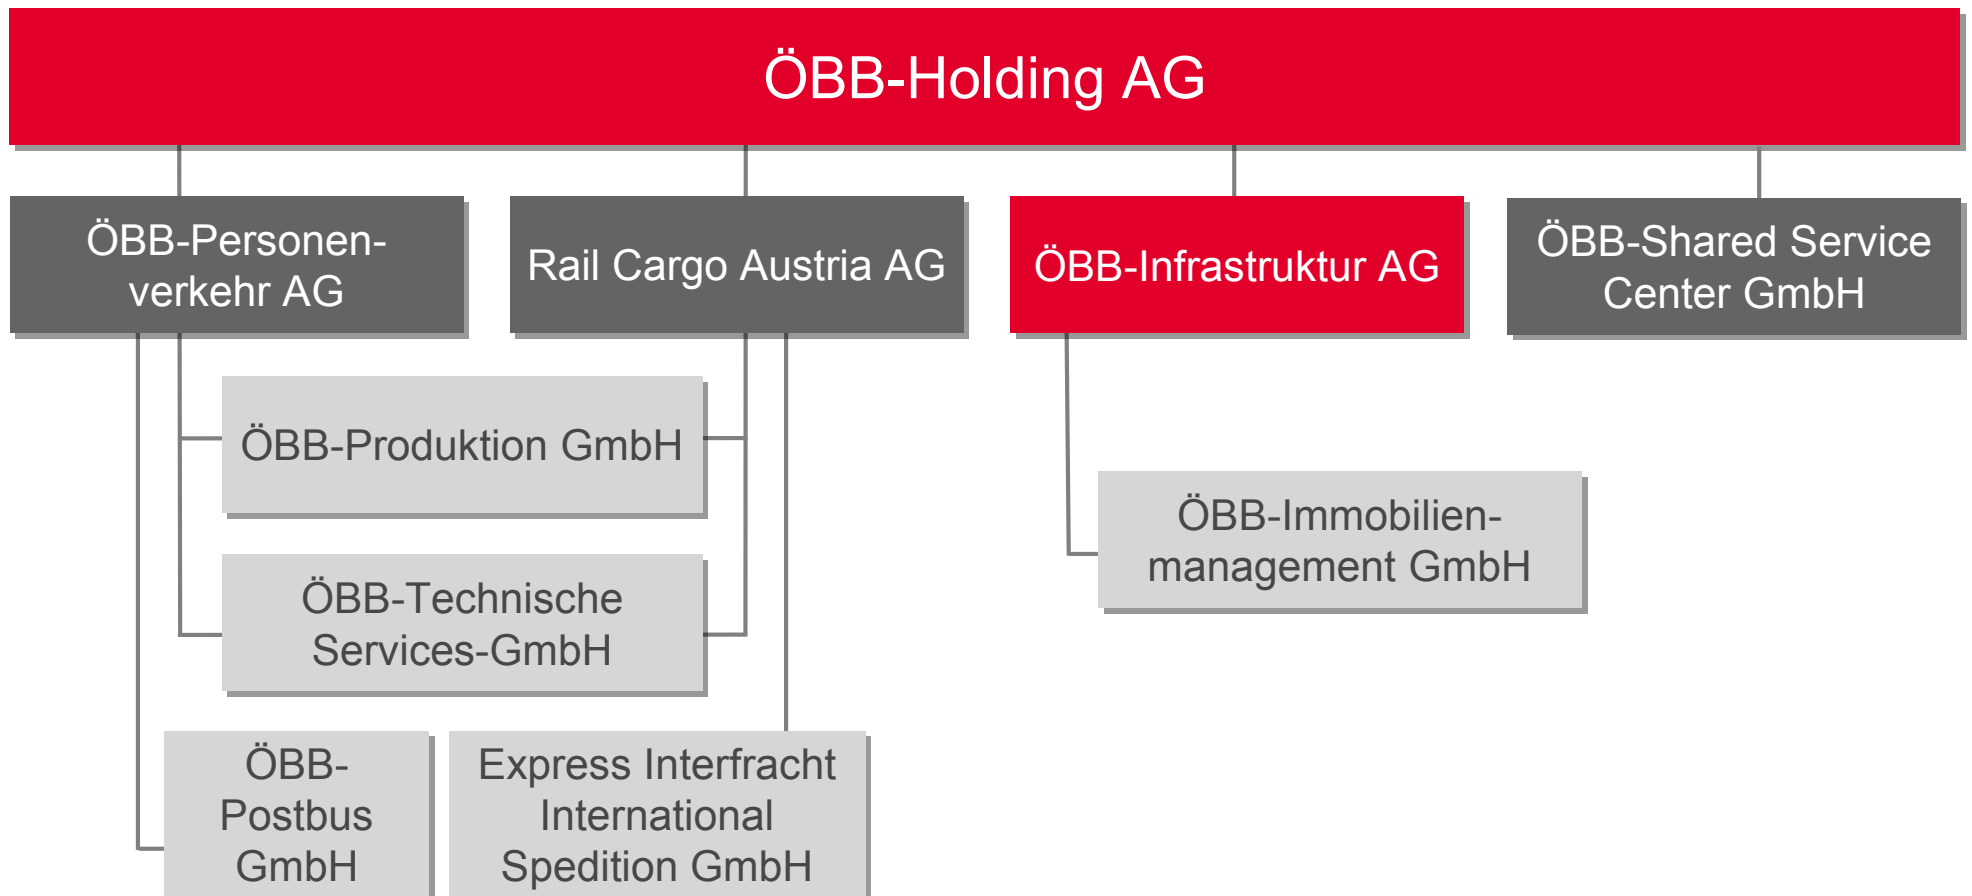 ÖBB-Holding AG
ÖBB-Personen-
verkehr AG
Rail Cargo Austria AG
ÖBB-Infrastruktur AG
ÖBB-Shared Service
Center GmbH
ÖBB-Produktion GmbH
ÖBB-Technische
Services-GmbH
ÖBB-Immobilien-
management GmbH
ÖBB-
Postbus
GmbH
Express Interfracht
International
Spedition GmbH